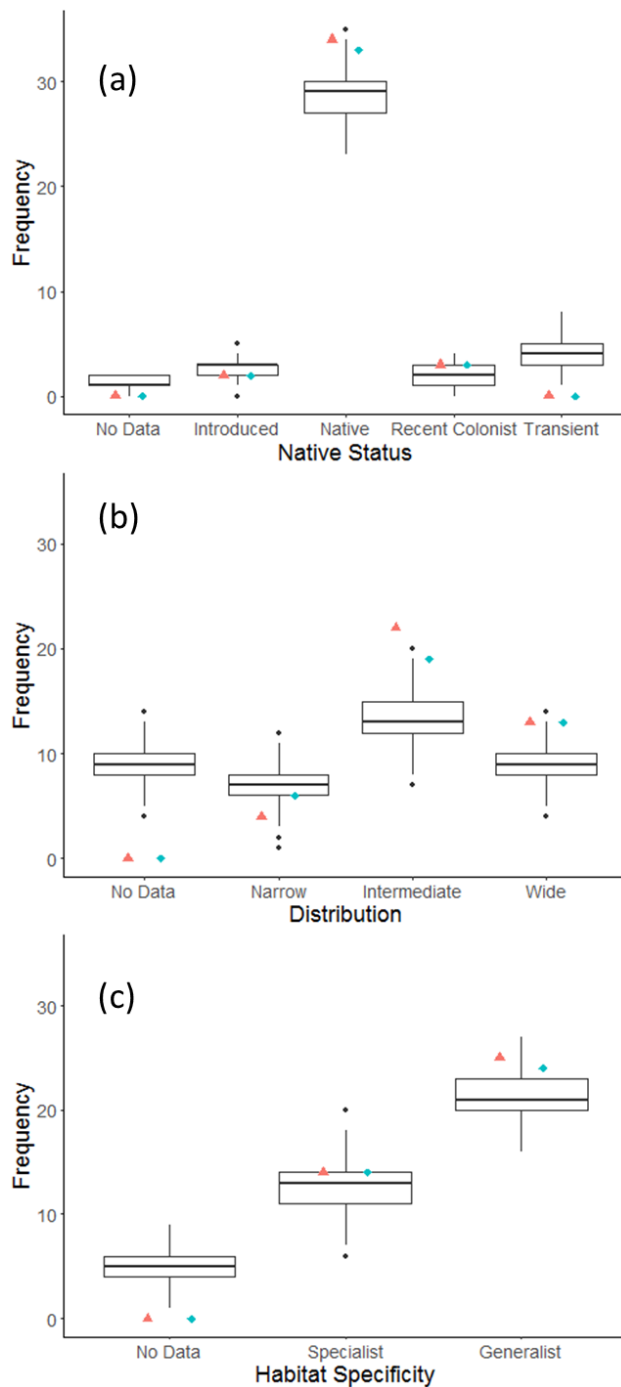 (a)
Frequency
30
20
10
0
No Data Introduced Native Recent Colonist Transient
Native Status
(b)
Frequency
30
20
10
0
No Data Narrow Intermediate Wide
Distribution
(c)
Frequency
30
20
10
0
No Data Specialist Generalist
Habitat Specificity